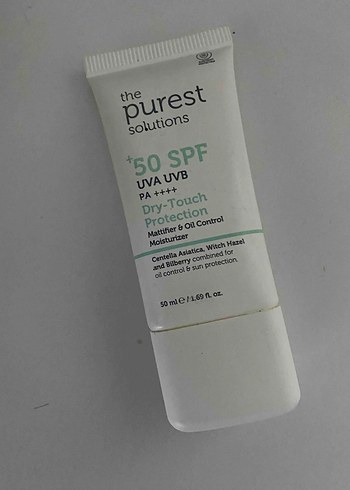 the
purest
solutions
+50 SPF
UVA UVB
PA ++++
Dry-Touch
Protection
Mattifier & Oil Control
Moisturizer
Centella Asiatica, Witch Hazel
and Bilberry combined for
oil control & sun protection.
50 ml ℮ / 1.69 fl. oz.